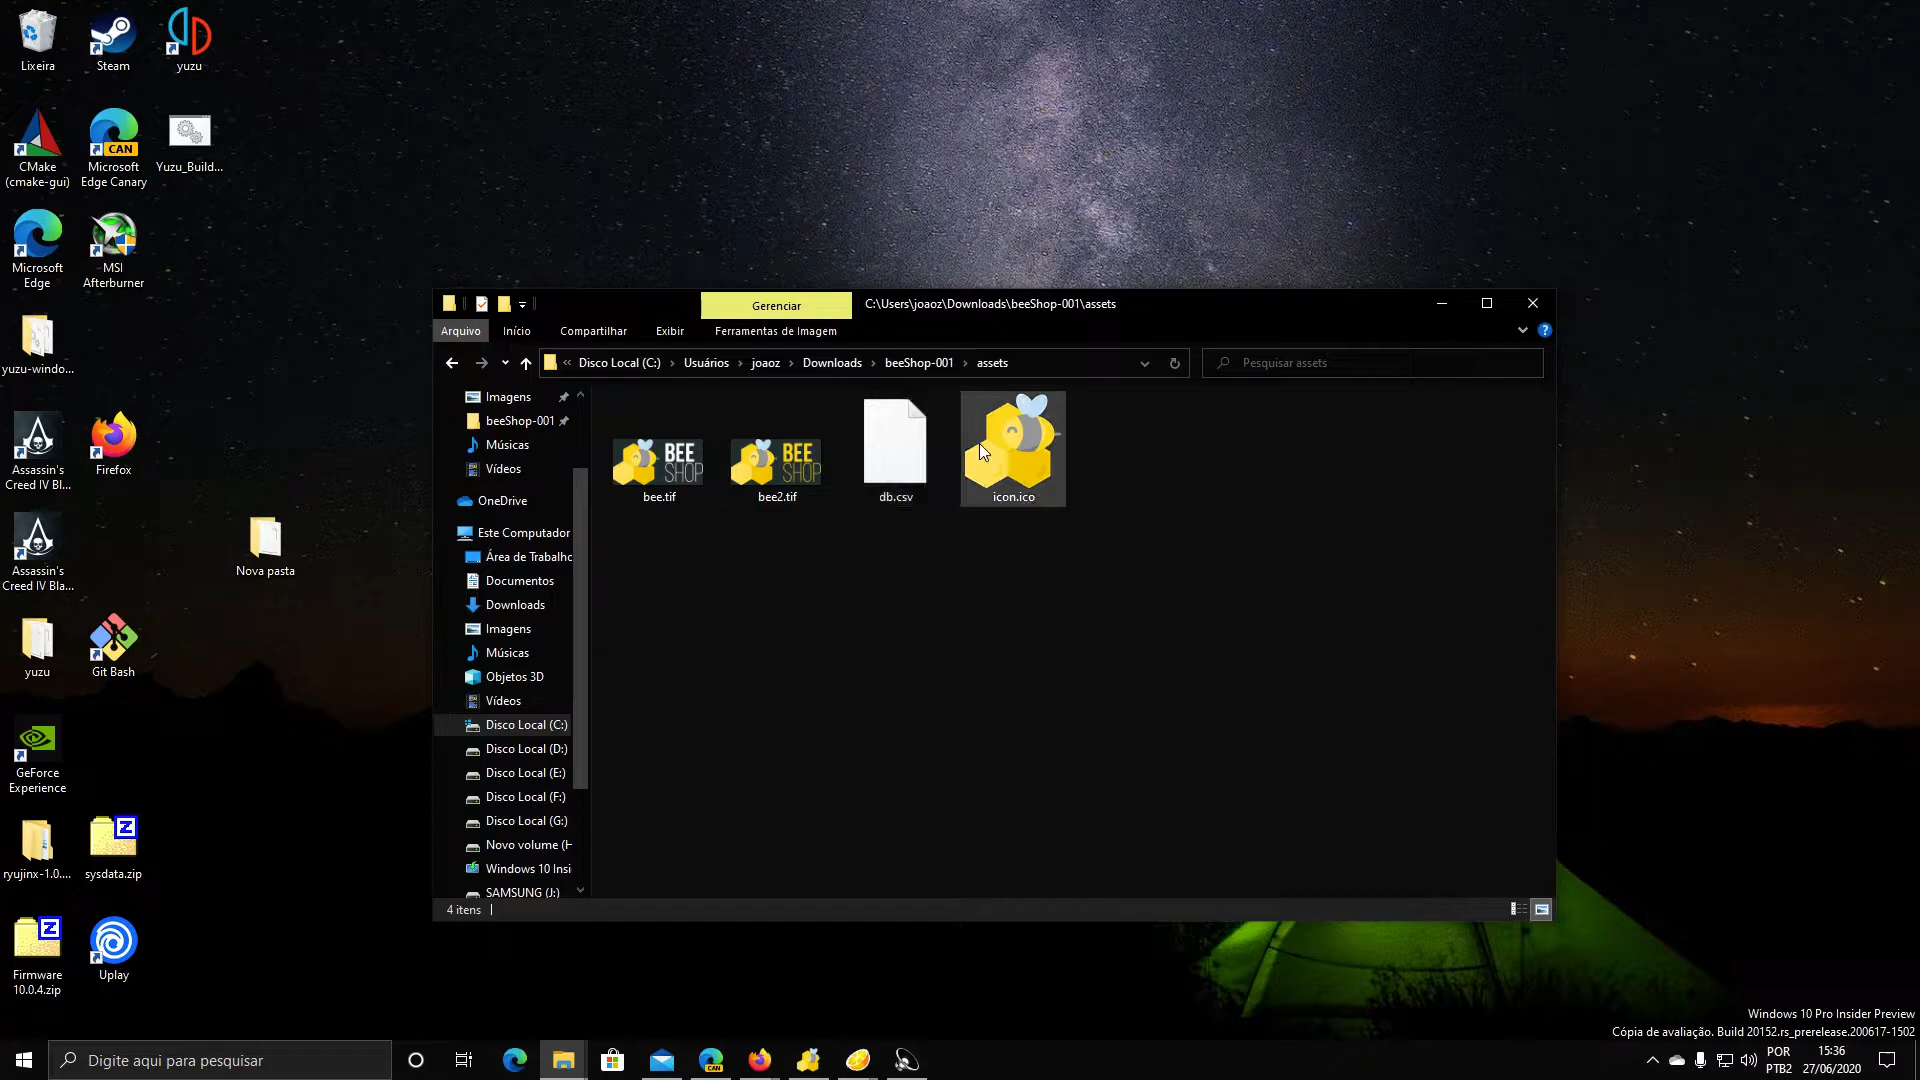 Lixeira
Steam
yuzu
CMake
(cmake-gui)
CAN
Microsoft
Edge Canary
Yuzu_Build...
Microsoft
Edge
MSI
Afterburner
yuzu-windo...
Assassin's
Creed IV Bl...
Firefox
Assassin's
Creed IV Bla...
Nova pasta
yuzu
Git Bash
GeForce
Experience
ryujinx-1.0....
Z
sysdata.zip
Z
Firmware
10.0.4.zip
Uplay
Gerenciar
C:\Users\joaoz\Downloads\beeShop-001\assets
Arquivo
Início
Compartilhar
Exibir
Ferramentas de Imagem
?
« Disco Local (C:) › Usuários › joaoz › Downloads › beeShop-001 › assets
Pesquisar assets
Imagens
beeShop-001
Músicas
Vídeos
OneDrive
Este Computador
Área de Trabalho
Documentos
Downloads
Imagens
Músicas
Objetos 3D
Vídeos
Disco Local (C:)
Disco Local (D:)
Disco Local (E:)
Disco Local (F:)
Disco Local (G:)
Novo volume (H
Windows 10 Insi
SAMSUNG (J:)
BEE
SHOP
bee.tif
BEE
SHOP
bee2.tif
db.csv
icon.ico
4 itens
Windows 10 Pro Insider Preview
Cópia de avaliação. Build 20152.rs_prerelease.200617-1502
Digite aqui para pesquisar
CAN
POR
PTB2
15:36
27/06/2020